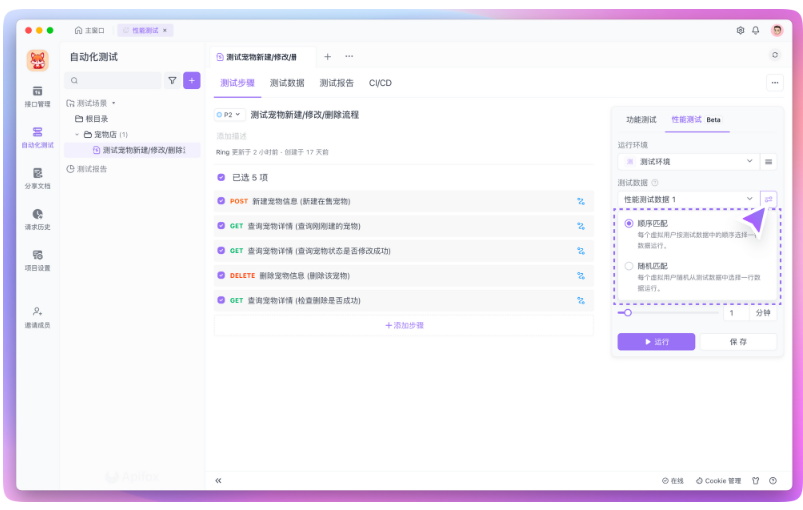 主窗口
性能测试 ×
自动化测试
接口管理
自动化测试
分享文档
请求历史
项目设置
邀请成员
测试场景
根目录
宠物店 (1)
测试宠物新建/修改/删除
测试报告
Apifox
测试宠物新建/修改/册
测试步骤 测试数据 测试报告 CI/CD
P2 测试宠物新建/修改/删除流程
添加描述
Ring 更新于 2 小时前 · 创建于 17 天前
已选 5 项
POST 新建宠物信息 (新建在售宠物)
GET 查询宠物详情 (查询刚刚建的宠物)
GET 查询宠物详情 (查询宠物状态是否修改成功)
DELETE 删除宠物信息 (删除该宠物)
GET 查询宠物详情 (检查删除是否成功)
+ 添加步骤
功能测试 性能测试 Beta
运行环境
测 测试环境
测试数据
性能测试数据 1
顺序匹配
每个虚拟用户按测试数据中的顺序选择一
数据运行。
随机匹配
每个虚拟用户随机从测试数据中选择一行数
据运行。
1 分钟
运行 保存
在线 Cookie 管理